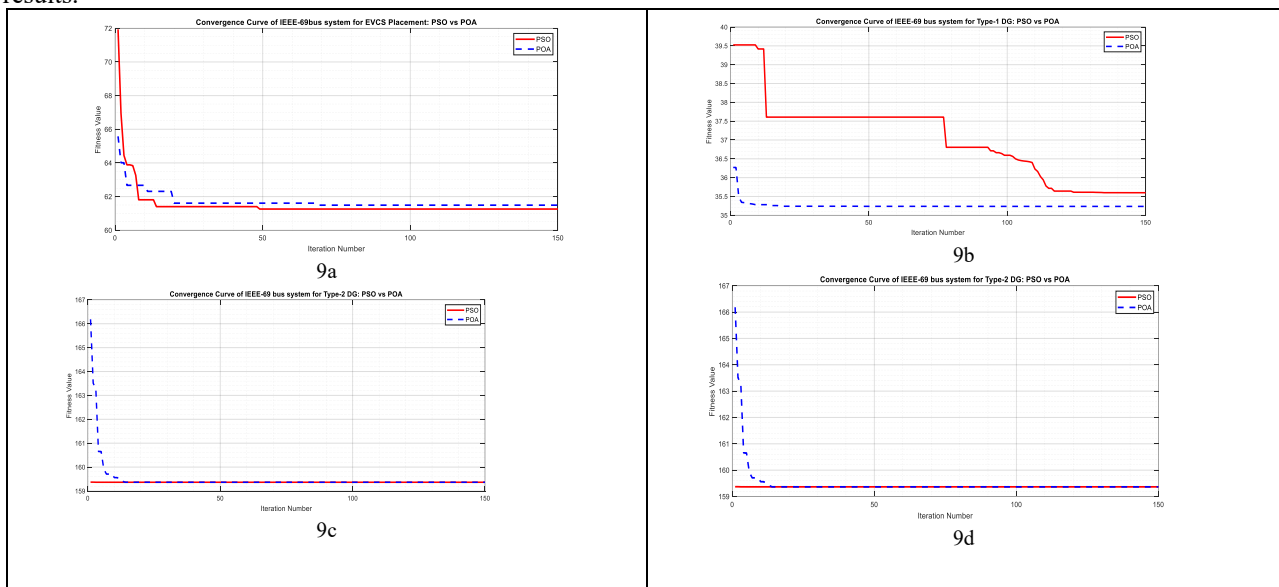 results.
Convergence Curve of IEEE-69bus system for EVCS Placement: PSO vs POA
PSO
POA
72
70
68
66
64
62
60
Fitness Value
0 50 100 150
Iteration Number
9a
Convergence Curve of IEEE-69 bus system for Type-1 DG: PSO vs POA
PSO
POA
40
39.5
39
38.5
38
37.5
37
36.5
36
35.5
35
Fitness Value
0 50 100 150
Iteration Number
9b
Convergence Curve of IEEE-69 bus system for Type-2 DG: PSO vs POA
PSO
POA
167
166
165
164
163
162
161
160
159
Fitness Value
0 50 100 150
Iteration Number
9c
Convergence Curve of IEEE-69 bus system for Type-2 DG: PSO vs POA
PSO
POA
167
166
165
164
163
162
161
160
159
Fitness Value
0 50 100 150
Iteration Number
9d